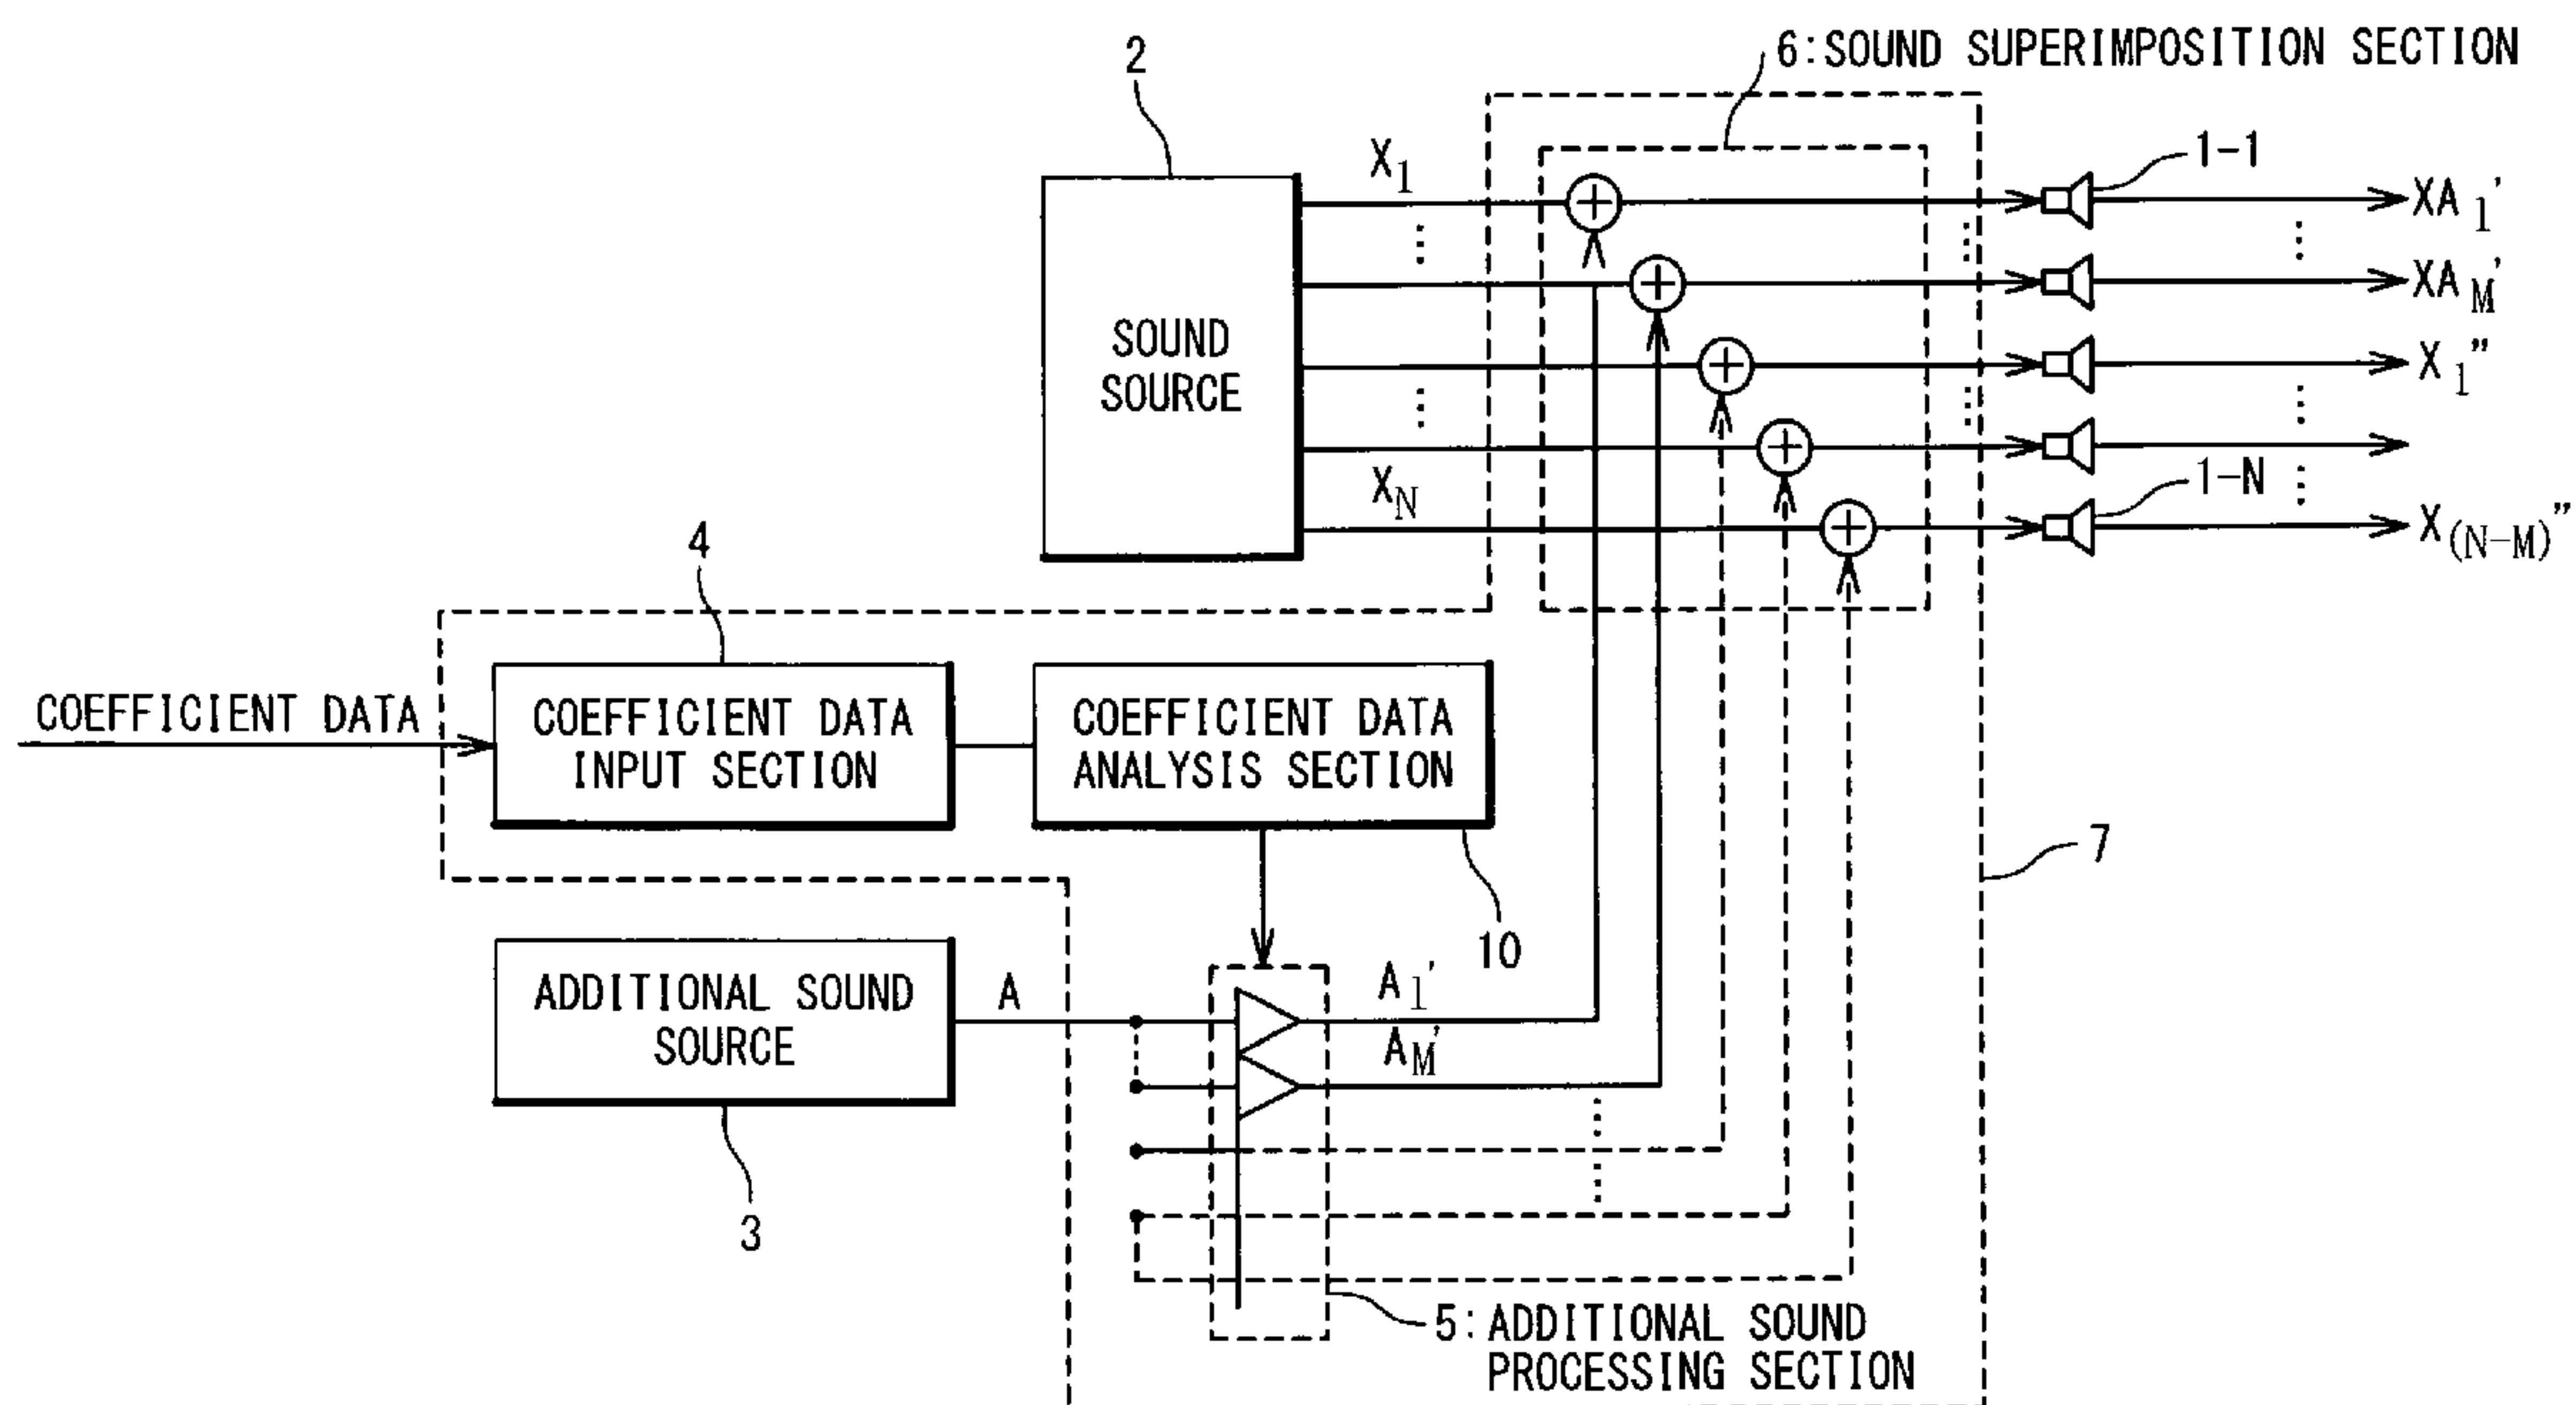 6:SOUND SUPERIMPOSITION SECTION
2
X1
1-1
XA1'
XAM'
SOUND
SOURCE
X1"
XN
1-N
X(N-M)"
4
COEFFICIENT DATA
COEFFICIENT DATA
INPUT SECTION
COEFFICIENT DATA
ANALYSIS SECTION
7
10
ADDITIONAL SOUND
SOURCE
A
A1'
AM'
3
5:ADDITIONAL SOUND
PROCESSING SECTION